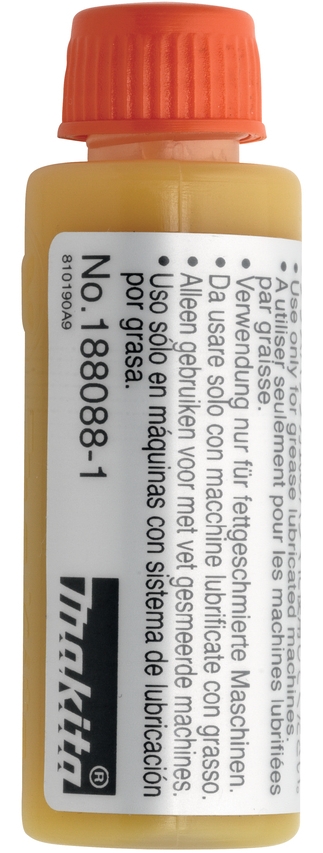 • Use only for grease lubricated machines.
• A utiliser seulement pour les machines lubrifiées
par graisse.
• Verwendung nur für fettgeschmierte Maschinen.
• Da usare solo con macchine lubrificate con grasso.
• Alleen gebruiken voor met vet gesmeerde machines.
• Uso sólo en máquinas con sistema de lubricación
por grasa.
No. 188088-1
810190A9
makita®